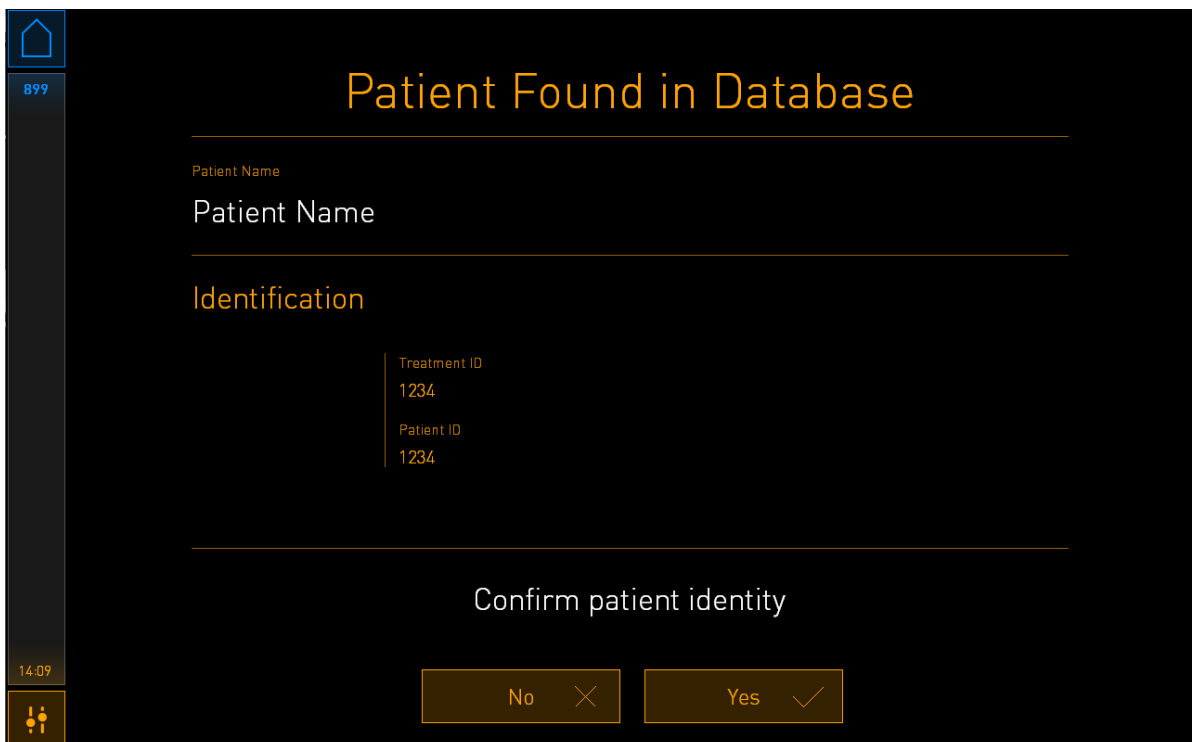 899
Patient Found in Database
Patient Name
Patient Name
Identification
Treatment ID
1234
Patient ID
1234
Confirm patient identity
14:09
No
Yes